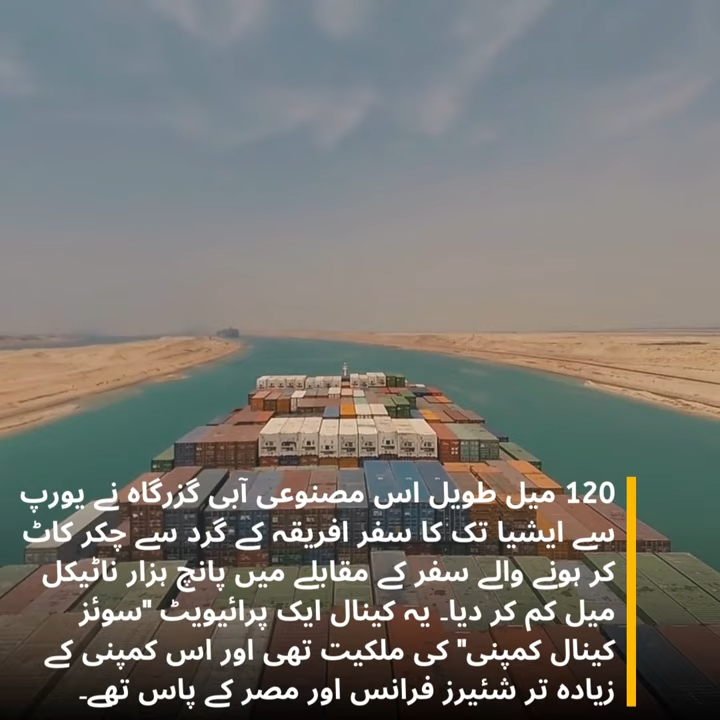 120 میل طویل اس مصنوعی آبی گزرگاہ نے یورپ
سے ایشیا تک کا سفر افریقہ کے گرد سے چکر کاٹ
کر ہونے والے سفر کے مقابلے میں پانچ ہزار ناٹیکل
میل کم کر دیا۔ یہ کینال ایک پرائیویٹ "سوئز
کینال کمپنی" کی ملکیت تھی اور اس کمپنی کے
زیادہ تر شئیرز فرانس اور مصر کے پاس تھے۔